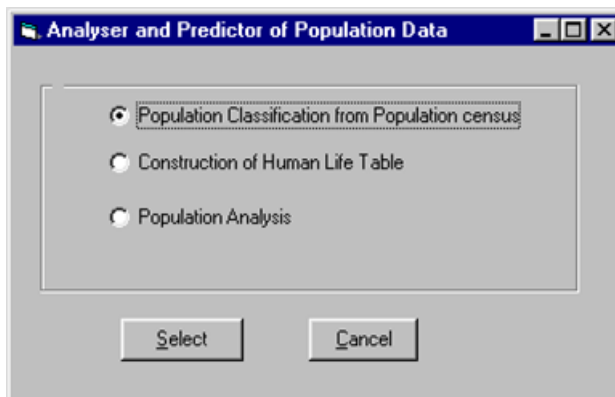 Analyser and Predictor of Population Data
Population Classification from Population census
Construction of Human Life Table
Population Analysis
Select
Cancel